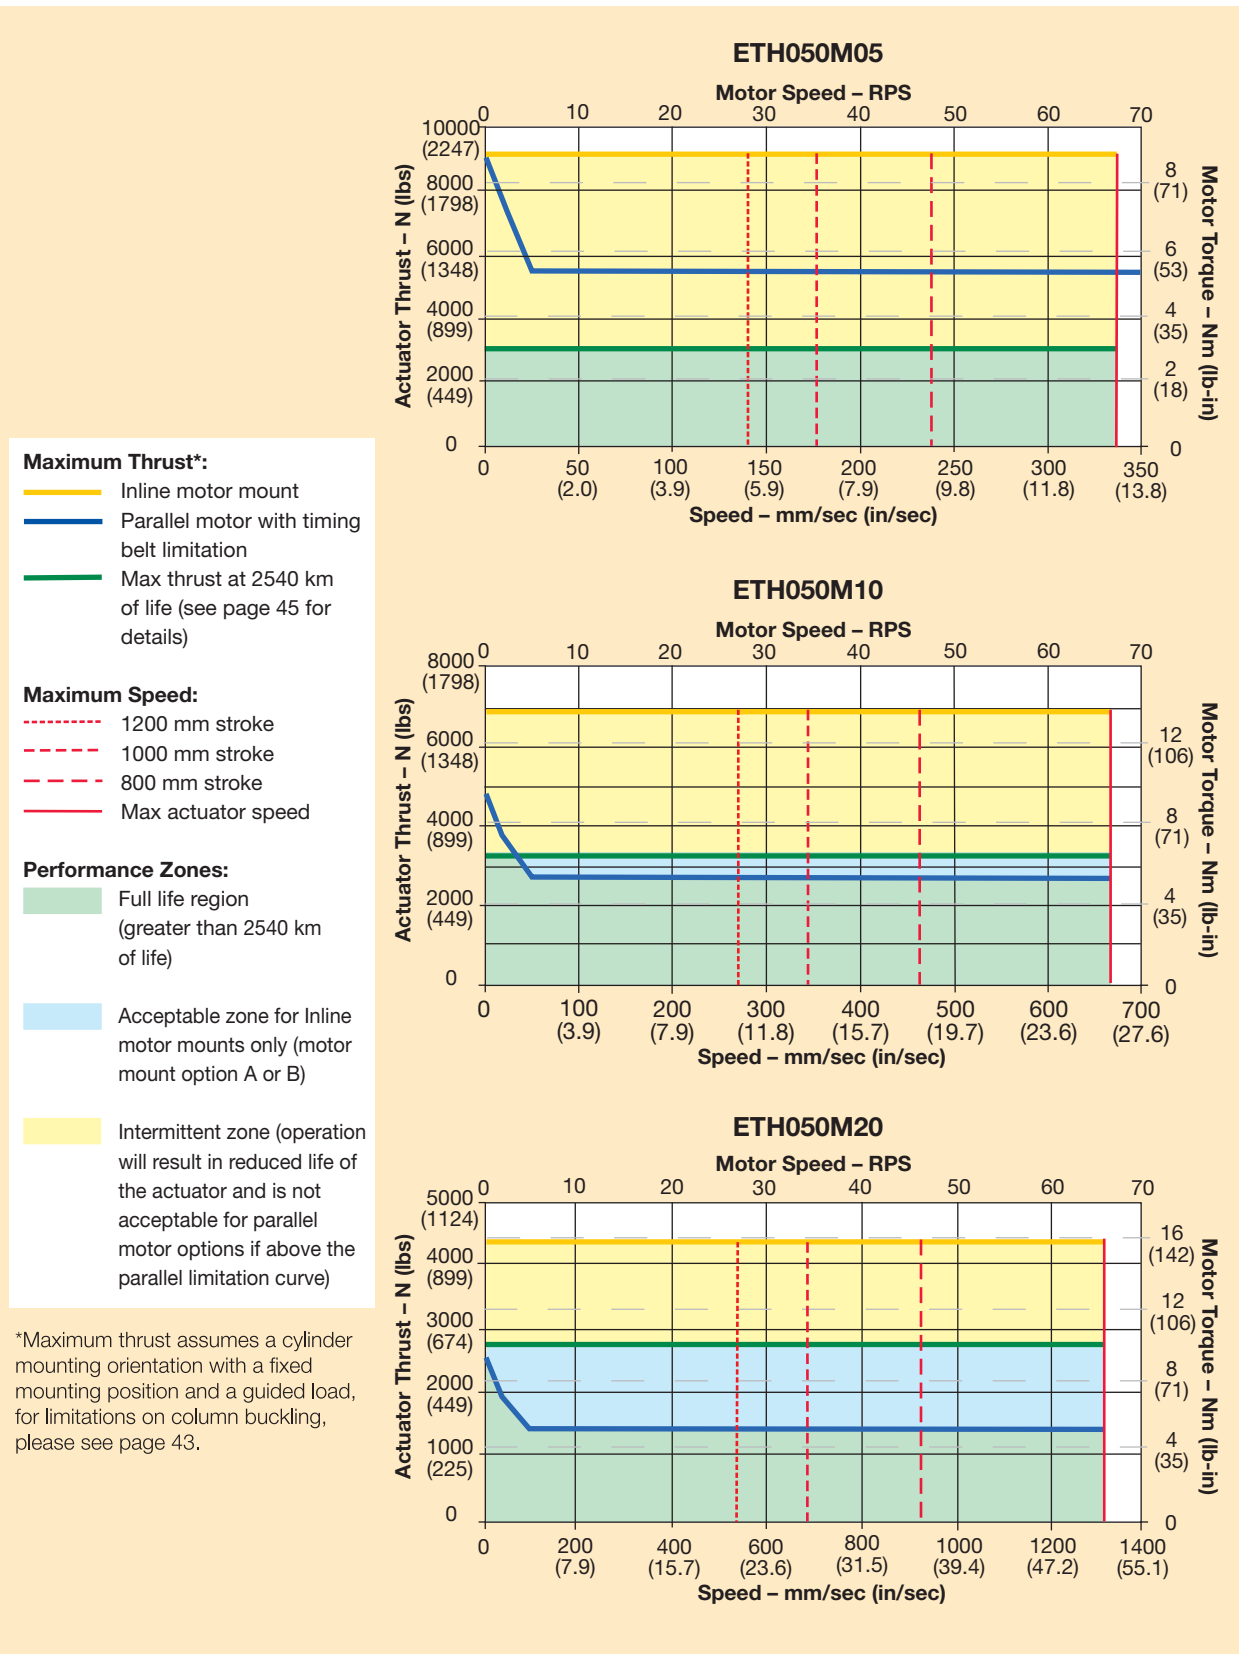 ETH050M05
Motor Speed – RPS
0 10 20 30 40 50 60 70
10000
(2247)
8000
(1798)
6000
(1348)
4000
(899)
2000
(449)
0
Actuator Thrust – N (lbs)
8
(71)
6
(53)
4
(35)
2
(18)
0
Motor Torque – Nm (lb-in)
0 50 100 150 200 250 300 350
(2.0) (3.9) (5.9) (7.9) (9.8) (11.8) (13.8)
Speed – mm/sec (in/sec)
Maximum Thrust*:
Inline motor mount
Parallel motor with timing
belt limitation
Max thrust at 2540 km
of life (see page 45 for
details)
Maximum Speed:
1200 mm stroke
1000 mm stroke
800 mm stroke
Max actuator speed
Performance Zones:
Full life region
(greater than 2540 km
of life)
Acceptable zone for Inline
motor mounts only (motor
mount option A or B)
Intermittent zone (operation
will result in reduced life of
the actuator and is not
acceptable for parallel
motor options if above the
parallel limitation curve)
*Maximum thrust assumes a cylinder
mounting orientation with a fixed
mounting position and a guided load,
for limitations on column buckling,
please see page 43.
ETH050M10
Motor Speed – RPS
0 10 20 30 40 50 60 70
8000
(1798)
6000
(1348)
4000
(899)
2000
(449)
0
Actuator Thrust – N (lbs)
12
(106)
8
(71)
4
(35)
0
Motor Torque – Nm (lb-in)
0 100 200 300 400 500 600 700
(3.9) (7.9) (11.8) (15.7) (19.7) (23.6) (27.6)
Speed – mm/sec (in/sec)
ETH050M20
Motor Speed – RPS
0 10 20 30 40 50 60 70
5000
(1124)
4000
(899)
3000
(674)
2000
(449)
1000
(225)
0
Actuator Thrust – N (lbs)
16
(142)
12
(106)
8
(71)
4
(35)
0
Motor Torque – Nm (lb-in)
0 200 400 600 800 1000 1200 1400
(7.9) (15.7) (23.6) (31.5) (39.4) (47.2) (55.1)
Speed – mm/sec (in/sec)